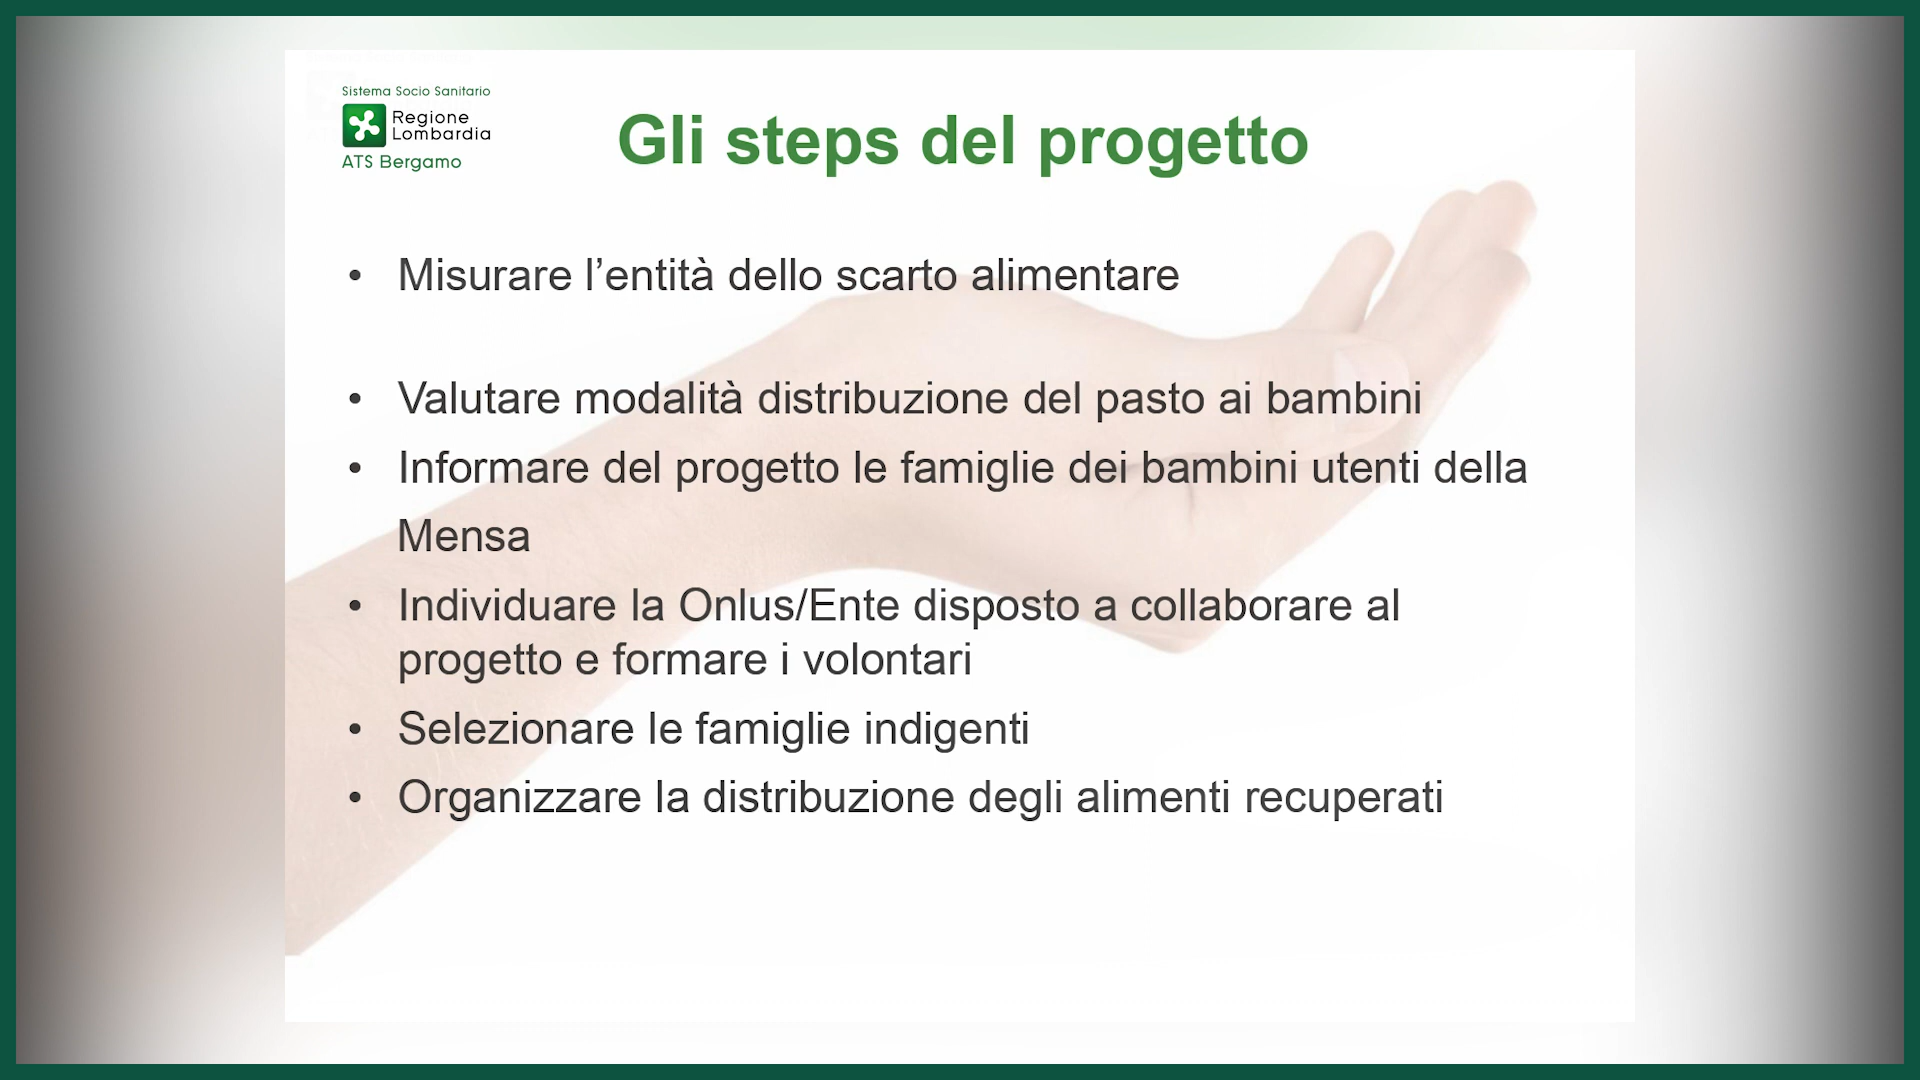 Sistema Socio Sanitario
Regione
Lombardia
ATS Bergamo
Gli steps del progetto
• Misurare l’entità dello scarto alimentare
• Valutare modalità distribuzione del pasto ai bambini
• Informare del progetto le famiglie dei bambini utenti della
Mensa
• Individuare la Onlus/Ente disposto a collaborare al
progetto e formare i volontari
• Selezionare le famiglie indigenti
• Organizzare la distribuzione degli alimenti recuperati